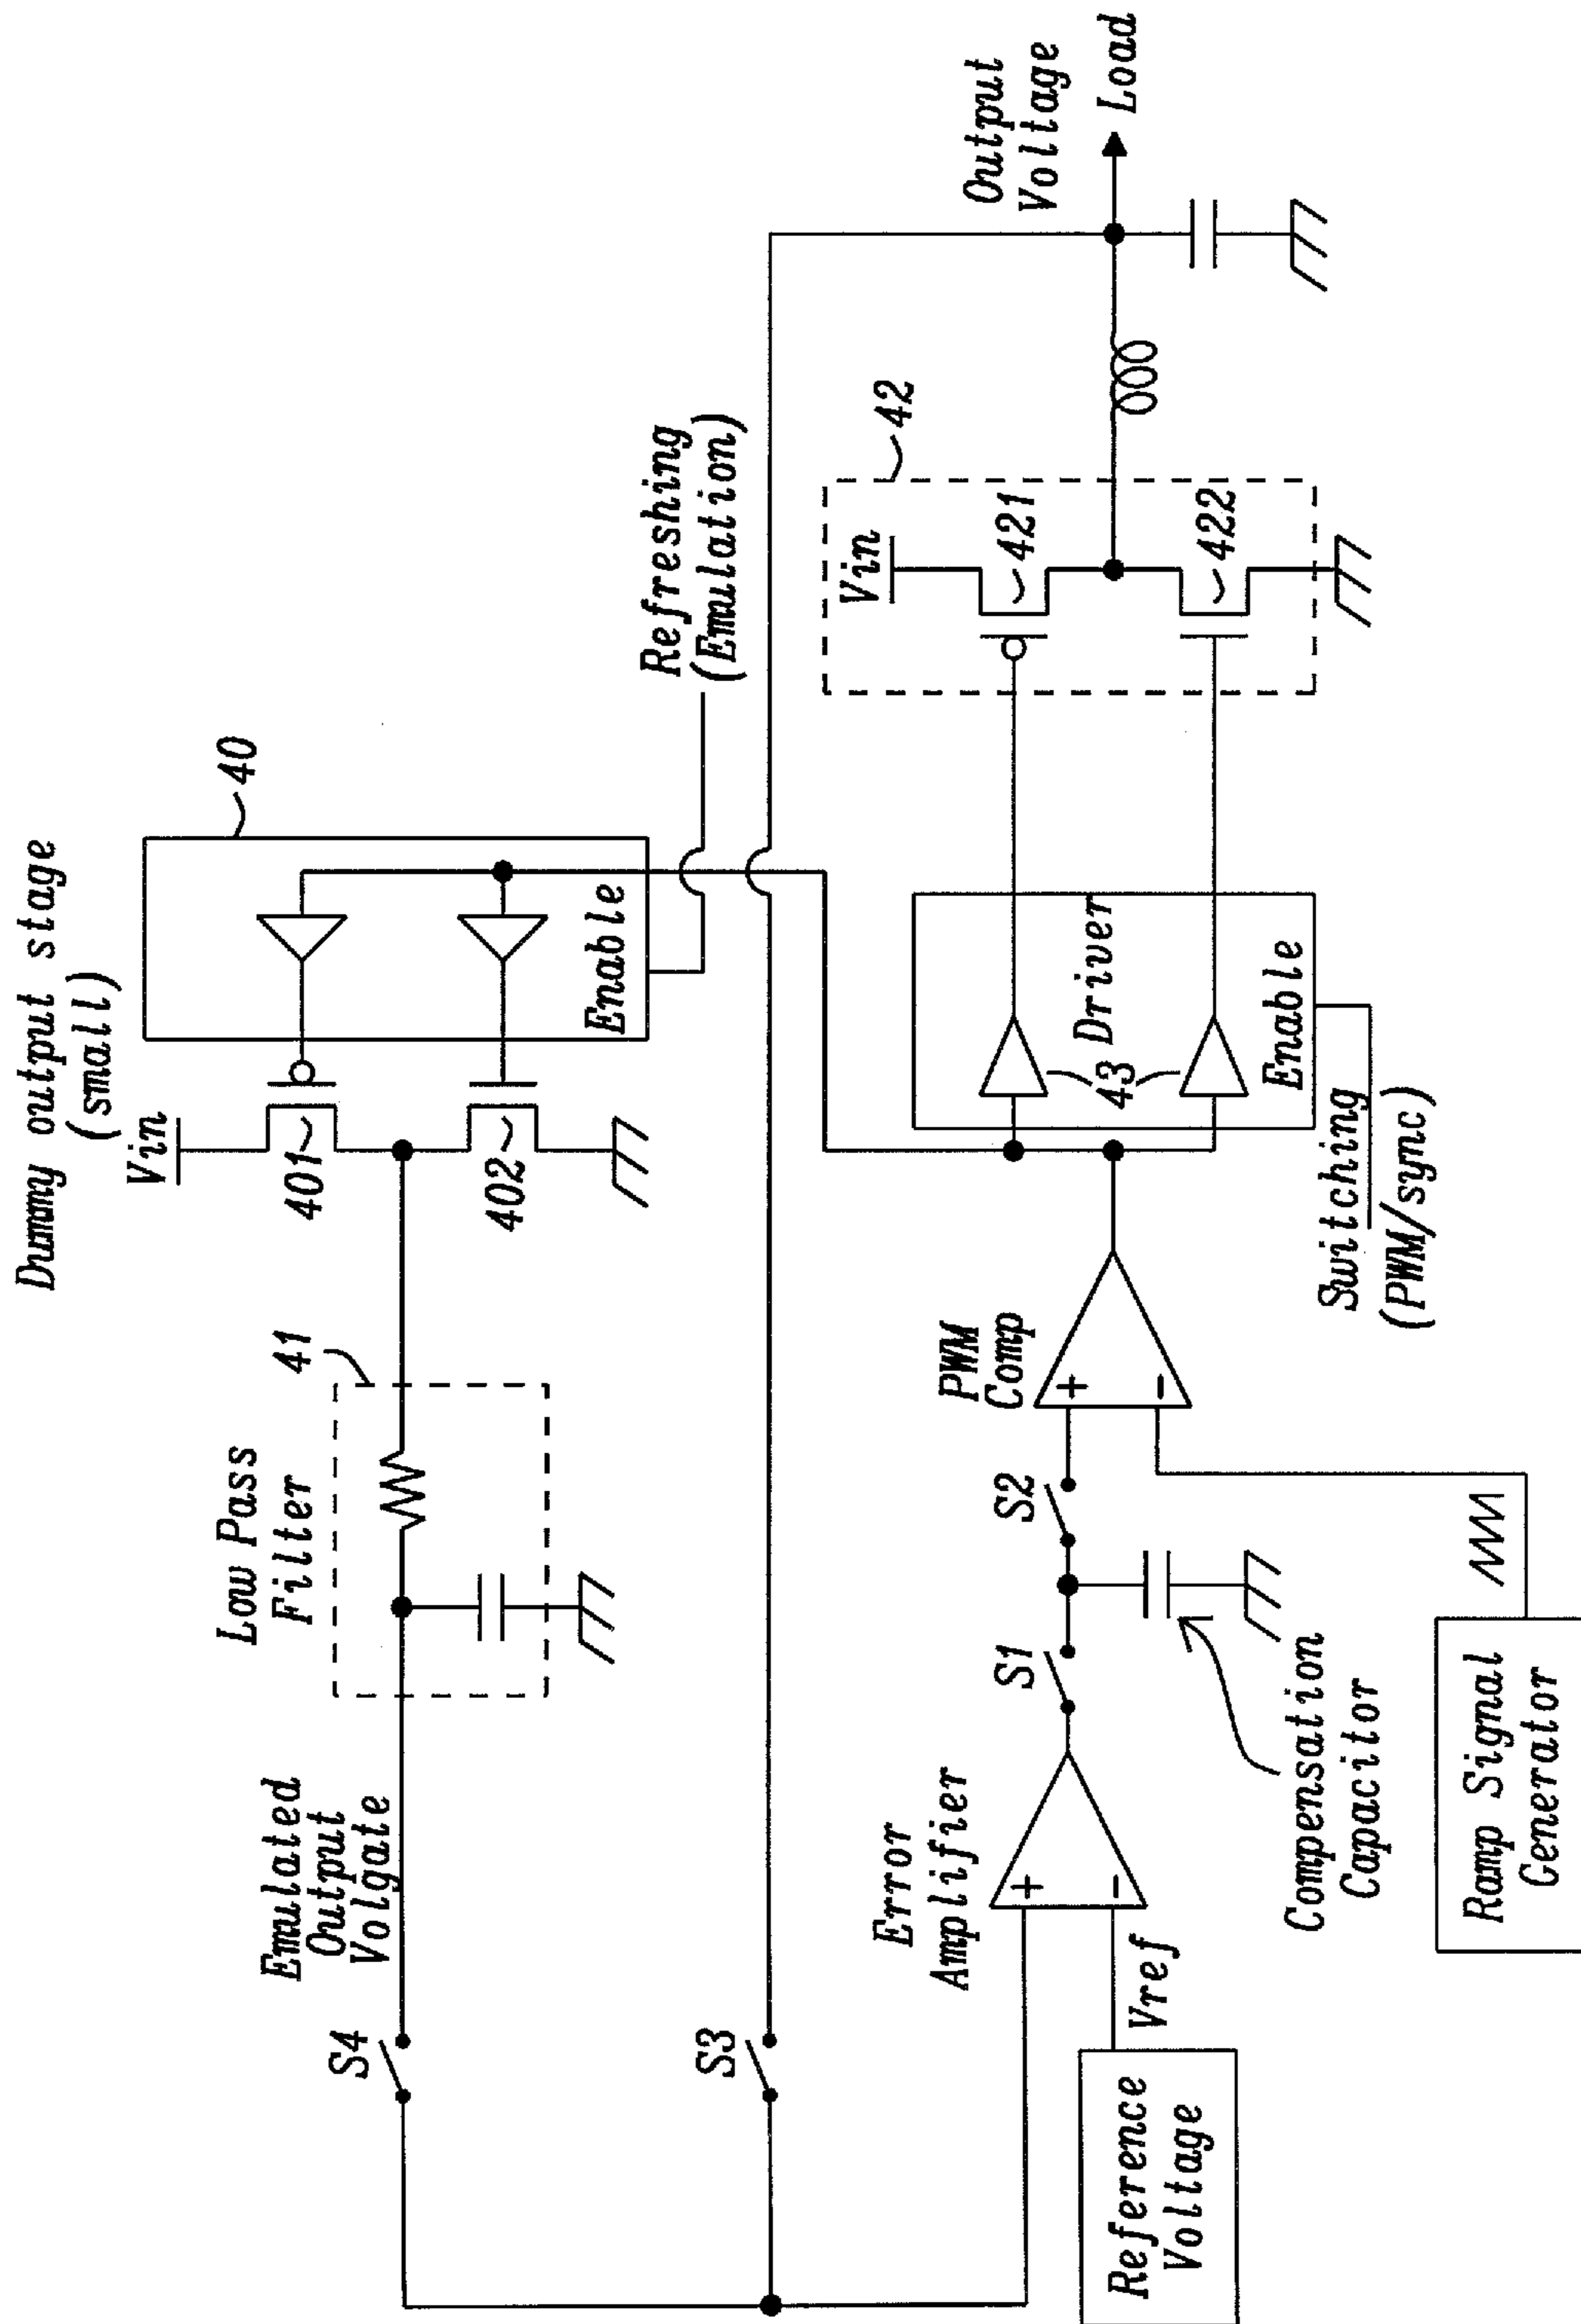 Dummy output stage
(small)
Vin
401
402
40
Enable
Low Pass
Filter
41
Emulated
Output
Volgate
S4
S3
Refreshing
(Emulation)
Output
Voltage
Load
42
Vin
421
422
Driver
43
Enable
Switching
(PWM/sync)
PWM
Comp
+
-
S2
S1
Error
Amplifier
+
-
Vref
Reference
Voltage
Compensation
Capacitor
Ramp Signal
Generator